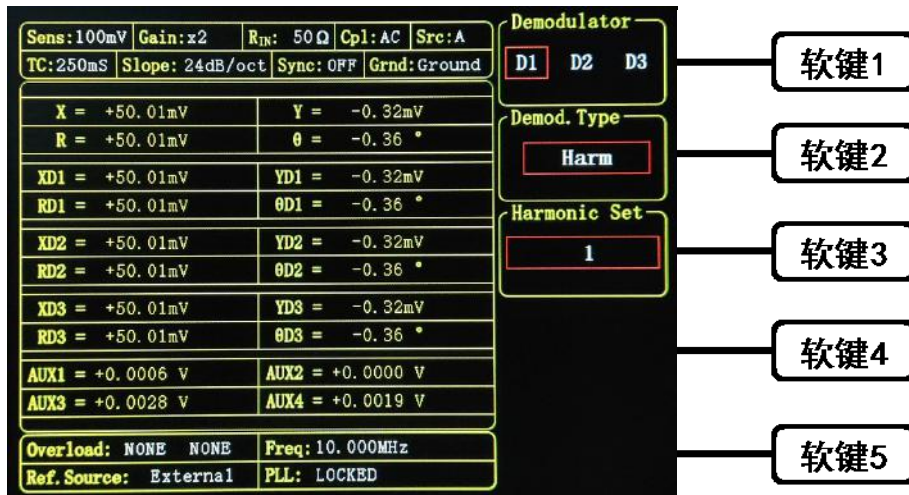 Sens:100mV Gain:x2 RIN: 50Ω Cpl:AC Src:A
TC:250mS Slope: 24dB/oct Sync:OFF Grnd:Ground
X = +50.01mV Y = -0.32mV
R = +50.01mV θ = -0.36 °
XD1 = +50.01mV YD1 = -0.32mV
RD1 = +50.01mV θD1 = -0.36 °
XD2 = +50.01mV YD2 = -0.32mV
RD2 = +50.01mV θD2 = -0.36 °
XD3 = +50.01mV YD3 = -0.32mV
RD3 = +50.01mV θD3 = -0.36 °
AUX1 = +0.0006 V AUX2 = +0.0000 V
AUX3 = +0.0028 V AUX4 = +0.0019 V
Overload: NONE NONE Freq:10.000MHz
Ref.Source: External PLL: LOCKED
Demodulator
D1 D2 D3
Demod.Type
Harm
Harmonic Set
1
软键1
软键2
软键3
软键4
软键5